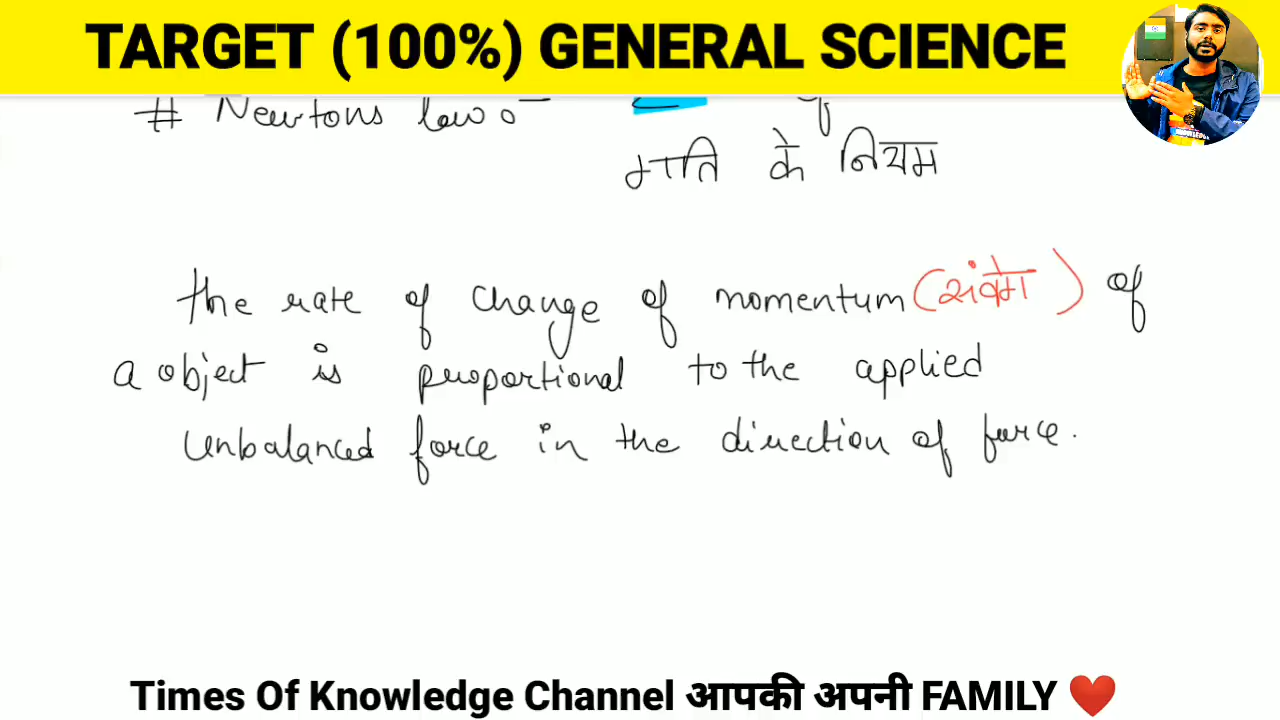 TARGET (100%) GENERAL SCIENCE
# Newtons law
गति के नियम
the rate of change of momentum (संवेग) of
a object is proportional to the applied
unbalanced force in the direction of force.
Times Of Knowledge Channel आपकी अपनी FAMILY ❤️